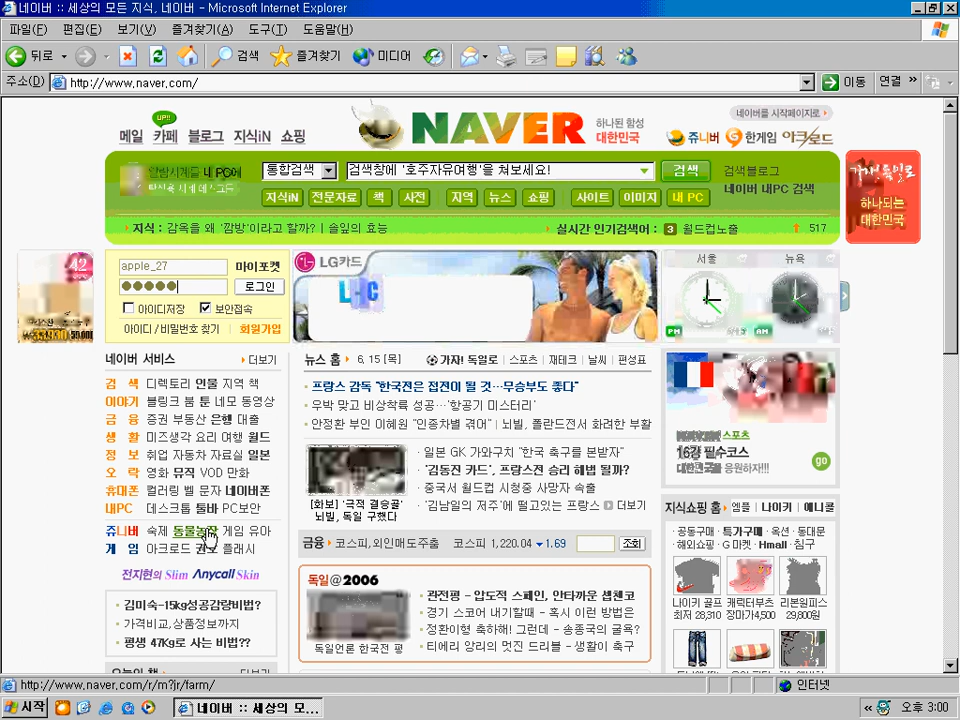 네이버 :: 세상의 모든 지식, 네이버 - Microsoft Internet Explorer
파일(F) 편집(E) 보기(V) 즐겨찾기(A) 도구(T) 도움말(H)
뒤로 검색 즐겨찾기 미디어
주소(D) http://www.naver.com/ 이동 연결 »
UP!!
메일 카페 블로그 지식iN 쇼핑
NAVER
하나된 함성
대한민국
네이버를 시작페이지로
쥬니버 한게임 아크로드
내 PC에
통합검색 검색창에 '호주자유여행'을 쳐보세요! 검색
검색블로그
네이버 내PC 검색
지식iN 전문자료 책 사전 지역 뉴스 쇼핑 사이트 이미지 내 PC
지식 : 감옥을 왜 '깜방'이라고 할까? | 솔잎의 효능
실시간 인기검색어 : 3 월드컵노출 517
하나되는
대한민국
42
apple_27 마이포켓
●●●●● 로그인
아이디저장 보안접속
아이디/비밀번호 찾기 회원가입
LG카드
서울 뉴욕
PM AM
네이버 서비스 더보기
검 색 디렉토리 인물 지역 책
이야기 블링크 붐 툰 네모 동영상
금 융 증권 부동산 은행 대출
생 활 미즈생각 요리 여행 월드
정 보 취업 자동차 자료실 일본
오 락 영화 뮤직 VOD 만화
휴대폰 컬러링 벨 문자 네이버폰
내PC 데스크톱 툴바 PC보안
쥬니버 숙제 동물농장 게임 유아
게 임 아크로드 플래시
전지현의 Slim Anycall Skin
김미숙-15kg성공감량비법?
가격비교,상품정보까지
평생 47Kg로 사는 비법??
더보기
뉴스 홈 6, 15 [목] 가자! 독일로 | 스포츠 | 재테크 | 날씨 | 편성표
프랑스 감독 "한국전은 접전이 될 것…무승부도 좋다"
우박 맞고 비상착륙 성공…'항공기 미스터리'
안정환 부인 이혜원 "인종차별 겪어" | 뇌빌, 폴란드전서 화려한 부활
일본 GK 가와구치 "한국 축구를 본받자"
"김동진 카드", 프랑스전 승리 해법 될까?
중국서 월드컵 시청중 사망자 속출
"김남일의 저주"에 떨고있는 프랑스 더보기
[화보] '극적 결승골'
뇌빌, 독일 구했다
금융 코스피,외인매도주춤 코스피 1,220.04 ▼1.69 조회
독일@2006
관전평 - 압도적 스페인, 안타까운 셉첸코
경기 스코어 내기할때 - 혹시 이런 방법은
정환이형 축하해! 그런데 - 송종국의 굴욕?
티에리 앙리의 멋진 드리블 - 생활이 축구
독일언론 한국전 평
스포츠
16강 필수코스
대한민국을 응원하자!!!
go
지식쇼핑 홈 엠플 | 나이키 | 메니쿨
공동구매 · 특가구매 · 옥션 · 동대문
해외쇼핑 · G 마켓 · Hmall · 침구
나이키 골프
최저 28,310
캐릭터부츠
장마가4,500
리본원피스
29,800원
http://www.naver.com/r/m?jr/farm/ 인터넷
시작 네이버 :: 세상의 모... « 오후 3:00